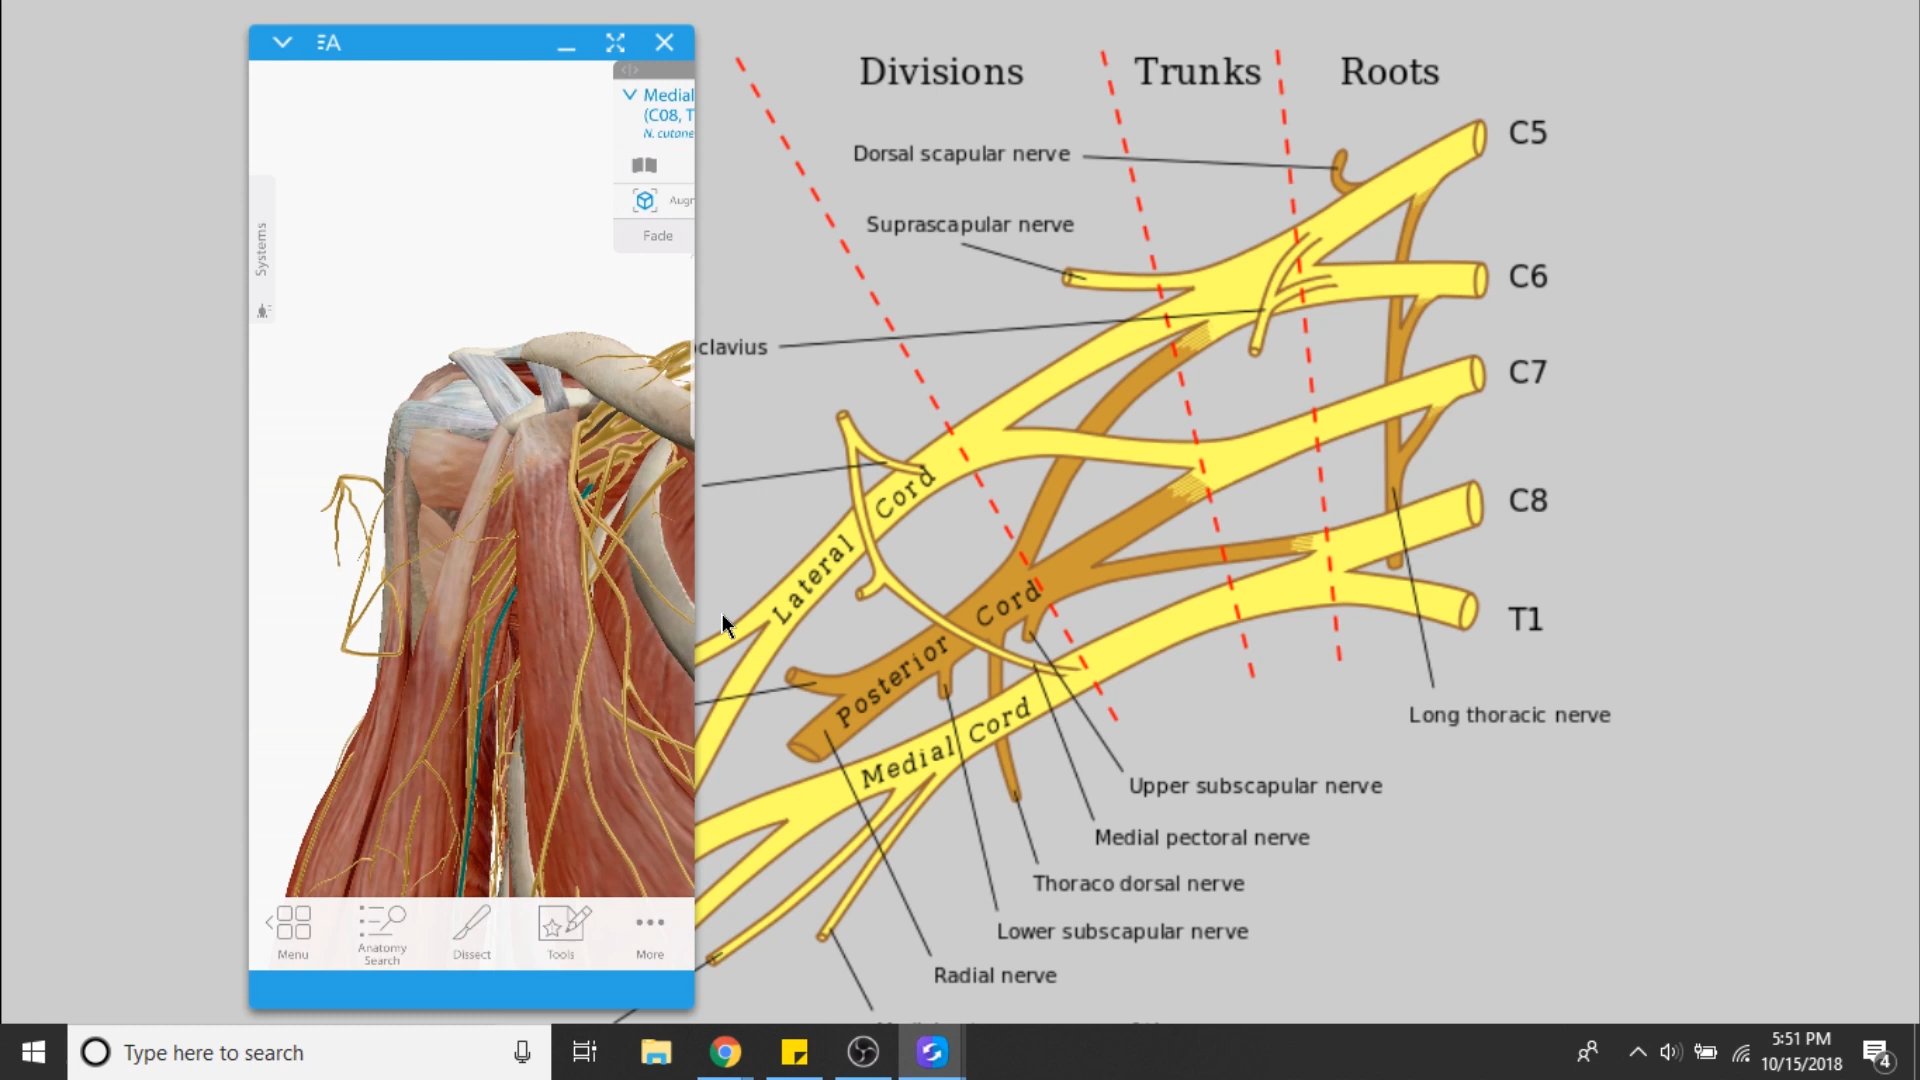 ΞA
Medial
(C08, T
N. cutane
Fade
Systems
Menu
Anatomy
Search
Dissect
Tools
More
Divisions
Trunks
Roots
Dorsal scapular nerve
Suprascapular nerve
clavius
C5
C6
C7
C8
T1
Lateral Cord
Posterior Cord
Medial Cord
Long thoracic nerve
Upper subscapular nerve
Medial pectoral nerve
Thoraco dorsal nerve
Lower subscapular nerve
Radial nerve
Type here to search
5:51 PM
10/15/2018
4